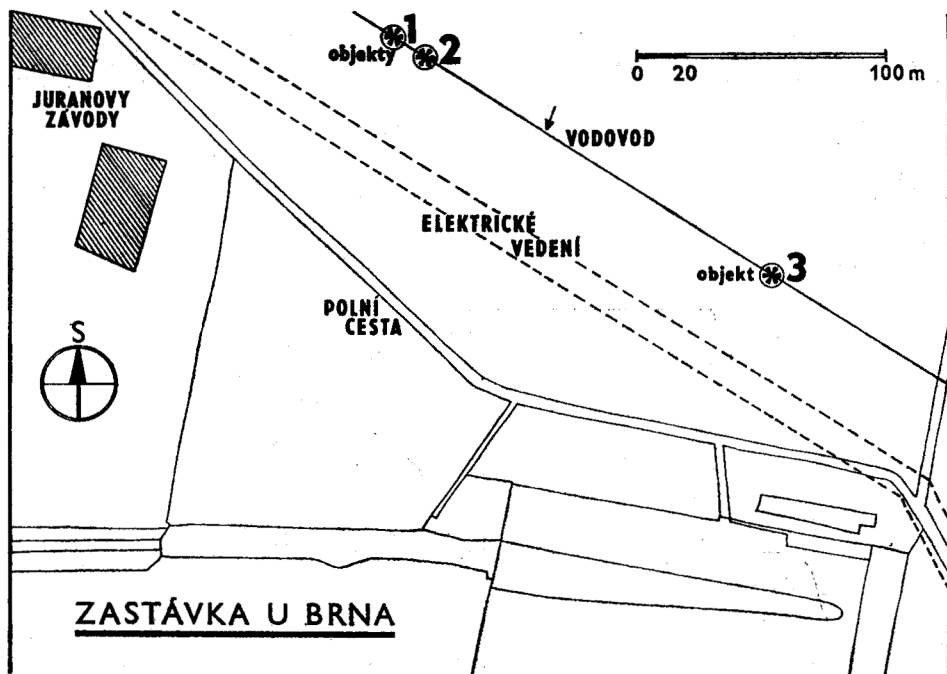 1
objekty
2
0 20 100 m
JURANOVY
ZÁVODY
VODOVOD
ELEKTRICKÉ
VEDENÍ
objekt 3
POLNÍ
CESTA
S
ZASTÁVKA U BRNA